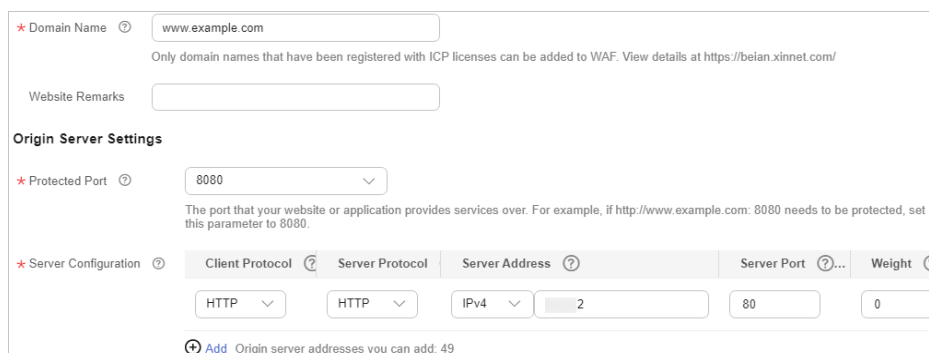 * Domain Name ? www.example.com
Only domain names that have been registered with ICP licenses can be added to WAF. View details at https://beian.xinnet.com/
Website Remarks
Origin Server Settings
* Protected Port ? 8080
The port that your website or application provides services over. For example, if http://www.example.com: 8080 needs to be protected, set
this parameter to 8080.
* Server Configuration ? Client Protocol ? Server Protocol Server Address ? Server Port ?... Weight ?
HTTP HTTP IPv4 2 80 0
Add Origin server addresses you can add: 49